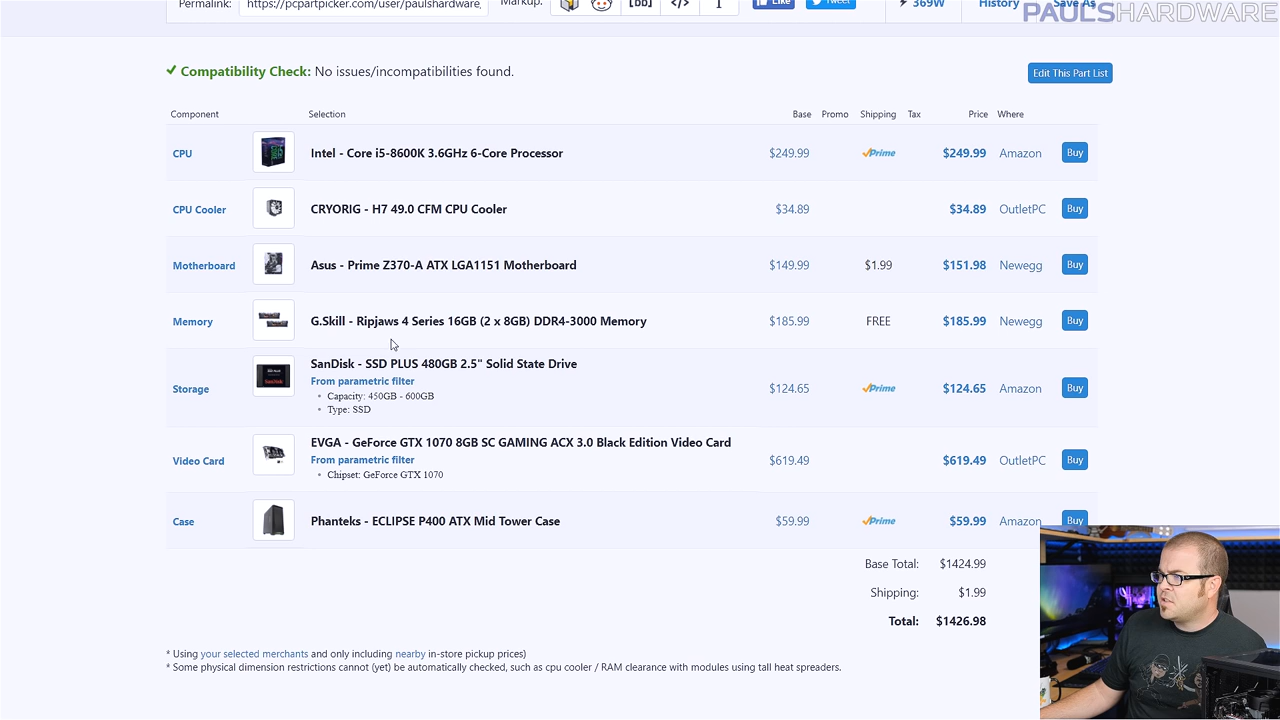 Permalink: https://pcpartpicker.com/user/paulshardware, Markup: [bb] </> 1 Like Tweet 369W History Save As
PAULSHARDWARE
Compatibility Check: No issues/incompatibilities found. Edit This Part List
Component Selection Base Promo Shipping Tax Price Where
CPU Intel - Core i5-8600K 3.6GHz 6-Core Processor $249.99 Prime $249.99 Amazon Buy
CPU Cooler CRYORIG - H7 49.0 CFM CPU Cooler $34.89 $34.89 OutletPC Buy
Motherboard Asus - Prime Z370-A ATX LGA1151 Motherboard $149.99 $1.99 $151.98 Newegg Buy
Memory G.Skill - Ripjaws 4 Series 16GB (2 x 8GB) DDR4-3000 Memory $185.99 FREE $185.99 Newegg Buy
SanDisk - SSD PLUS 480GB 2.5" Solid State Drive
From parametric filter
Storage $124.65 Prime $124.65 Amazon Buy
• Capacity: 450GB - 600GB
• Type: SSD
EVGA - GeForce GTX 1070 8GB SC GAMING ACX 3.0 Black Edition Video Card
Video Card From parametric filter $619.49 $619.49 OutletPC Buy
• Chipset: GeForce GTX 1070
Case Phanteks - ECLIPSE P400 ATX Mid Tower Case $59.99 Prime $59.99 Amazon Buy
Base Total: $1424.99
Shipping: $1.99
Total: $1426.98
* Using your selected merchants and only including nearby in-store pickup prices)
* Some physical dimension restrictions cannot (yet) be automatically checked, such as cpu cooler / RAM clearance with modules using tall heat spreaders.